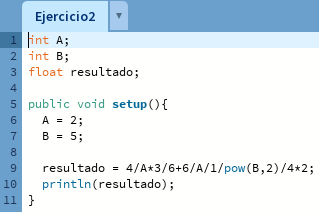 Ejercicio2 ▼
1 int A;
2 int B;
3 float resultado;
4
5 public void setup(){
6   A = 2;
7   B = 5;
8
9   resultado = 4/A*3/6+6/A/1/pow(B,2)/4*2;
10   println(resultado);
11 }